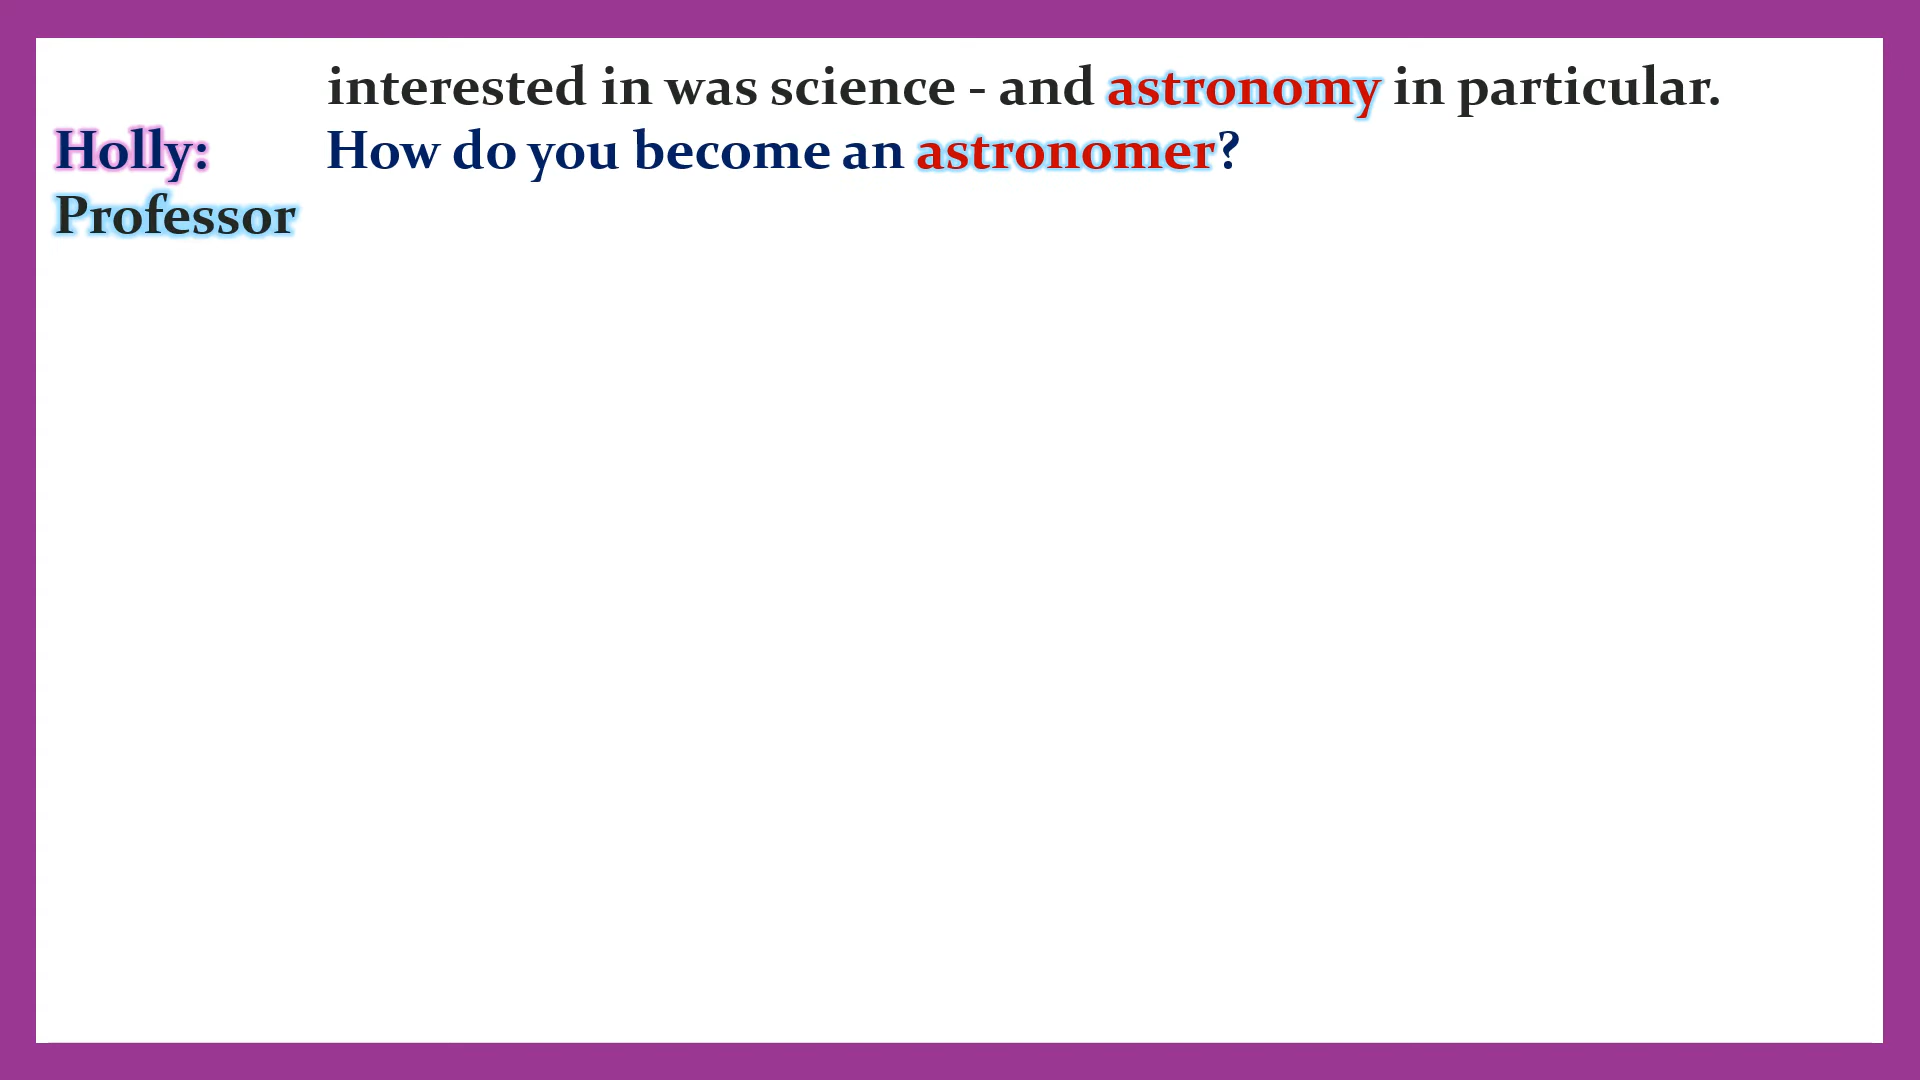 interested in was science - and astronomy in particular.
Holly: How do you become an astronomer?
Professor